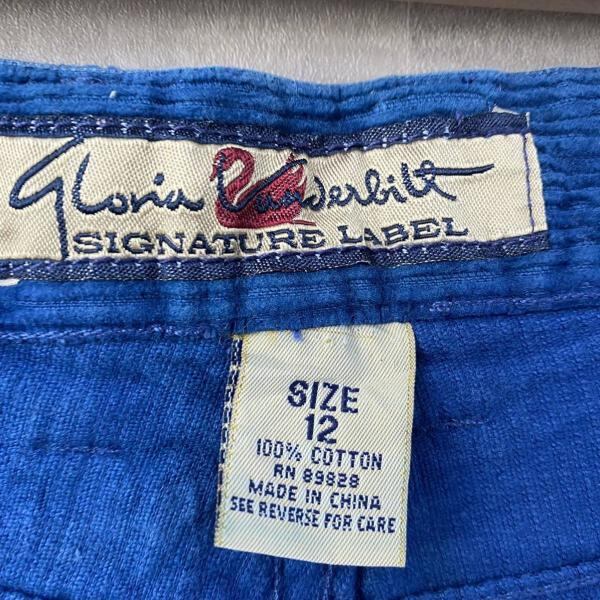 Gloria Vanderbilt
SIGNATURE LABEL
SIZE
12
100% COTTON
RN 89828
MADE IN CHINA
SEE REVERSE FOR CARE